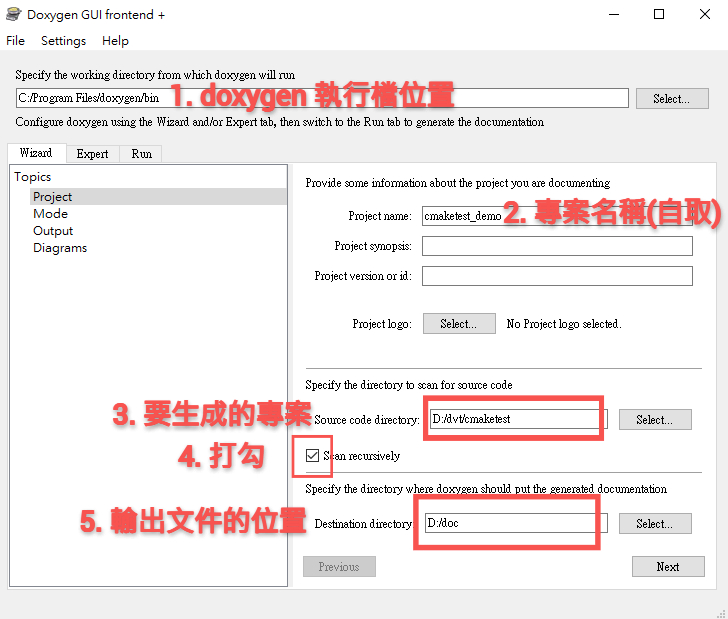 Doxygen GUI frontend +
File Settings Help
Specify the working directory from which doxygen will run
C:/Program Files/doxygen/bin 1. doxygen 執行檔位置 Select...
Configure doxygen using the Wizard and/or Expert tab, then switch to the Run tab to generate the documentation
Wizard Expert Run
Topics
Project
Mode
Output
Diagrams
Provide some information about the project you are documenting
Project name: cmaketest_demo 2. 專案名稱(自取)
Project synopsis:
Project version or id:
Project logo: Select... No Project logo selected.
Specify the directory to scan for source code
3. 要生成的專案 Source code directory: D:/dvt/cmaketest Select...
4. 打勾 Scan recursively
Specify the directory where doxygen should put the generated documentation
5. 輸出文件的位置 Destination directory: D:/doc Select...
Previous Next